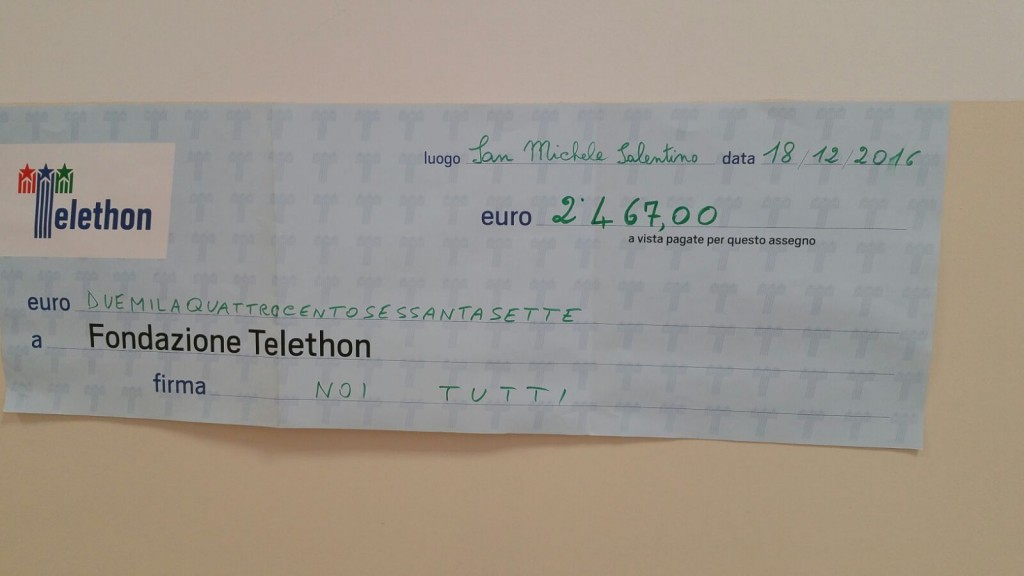 luogo San Michele Salentino data 18/12/2016
Telethon
euro 2˙467,00
a vista pagate per questo assegno
euro DUEMILAQUATTROCENTOSESSANTASETTE
a Fondazione Telethon
firma NOI TUTTI